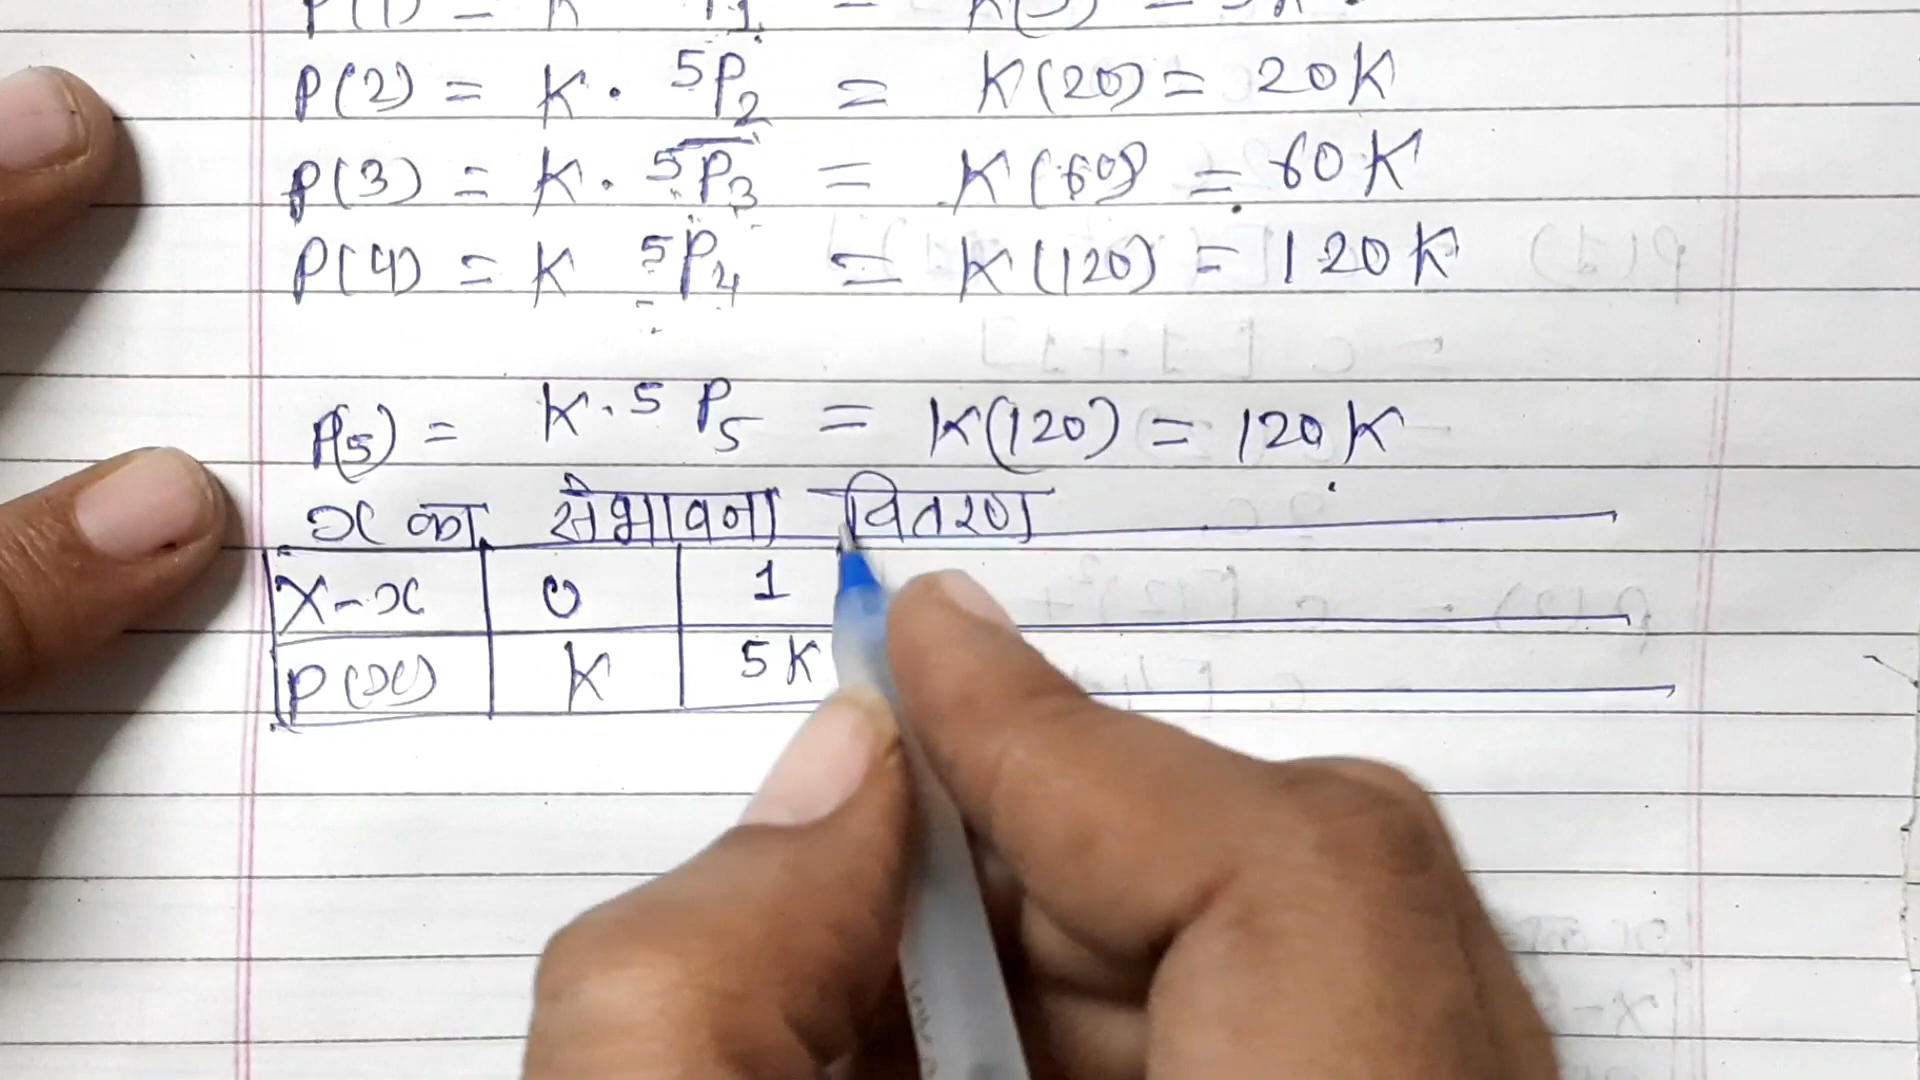 P(2) = K · 5P2 = K(20) = 20K
P(3) = K · 5P3 = K(60) = 60K
P(4) = K 5P4 = K(120) = 120K
P(5) = K · 5P5 = K(120) = 120K
x का संभावना वितरण
X-x 0 1
P(x) K 5K